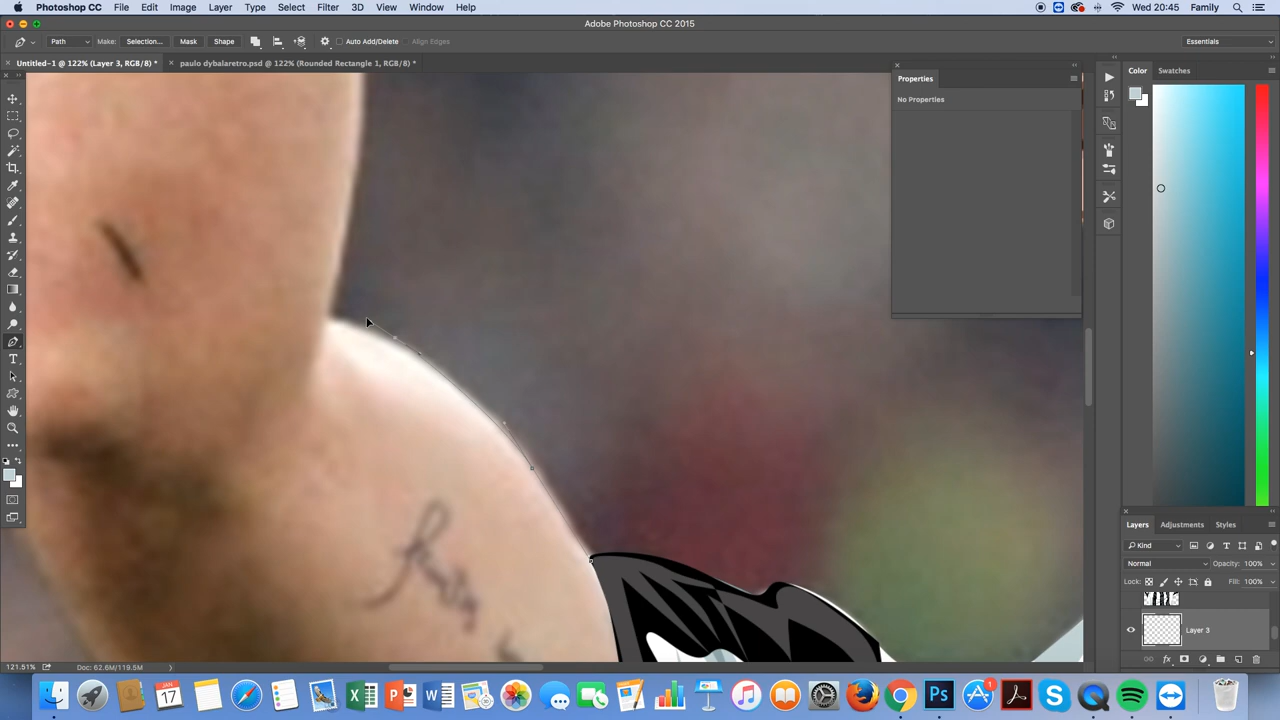 Photoshop CC File Edit Image Layer Type Select Filter 3D View Window Help Wed 20:45 Family
Adobe Photoshop CC 2015
Path Make: Selection... Mask Shape Auto Add/Delete Align Edges Essentials
Untitled-1 @ 122% (Layer 3, RGB/8) * paulo dybalaretro.psd @ 122% (Rounded Rectangle 1, RGB/8) *
Properties
No Properties
Color Swatches
Layers Adjustments Styles
Kind
Normal Opacity: 100%
Lock: Fill: 100%
Layer 3
121.51% Doc: 62.6M/119.5M
JAN
17
1